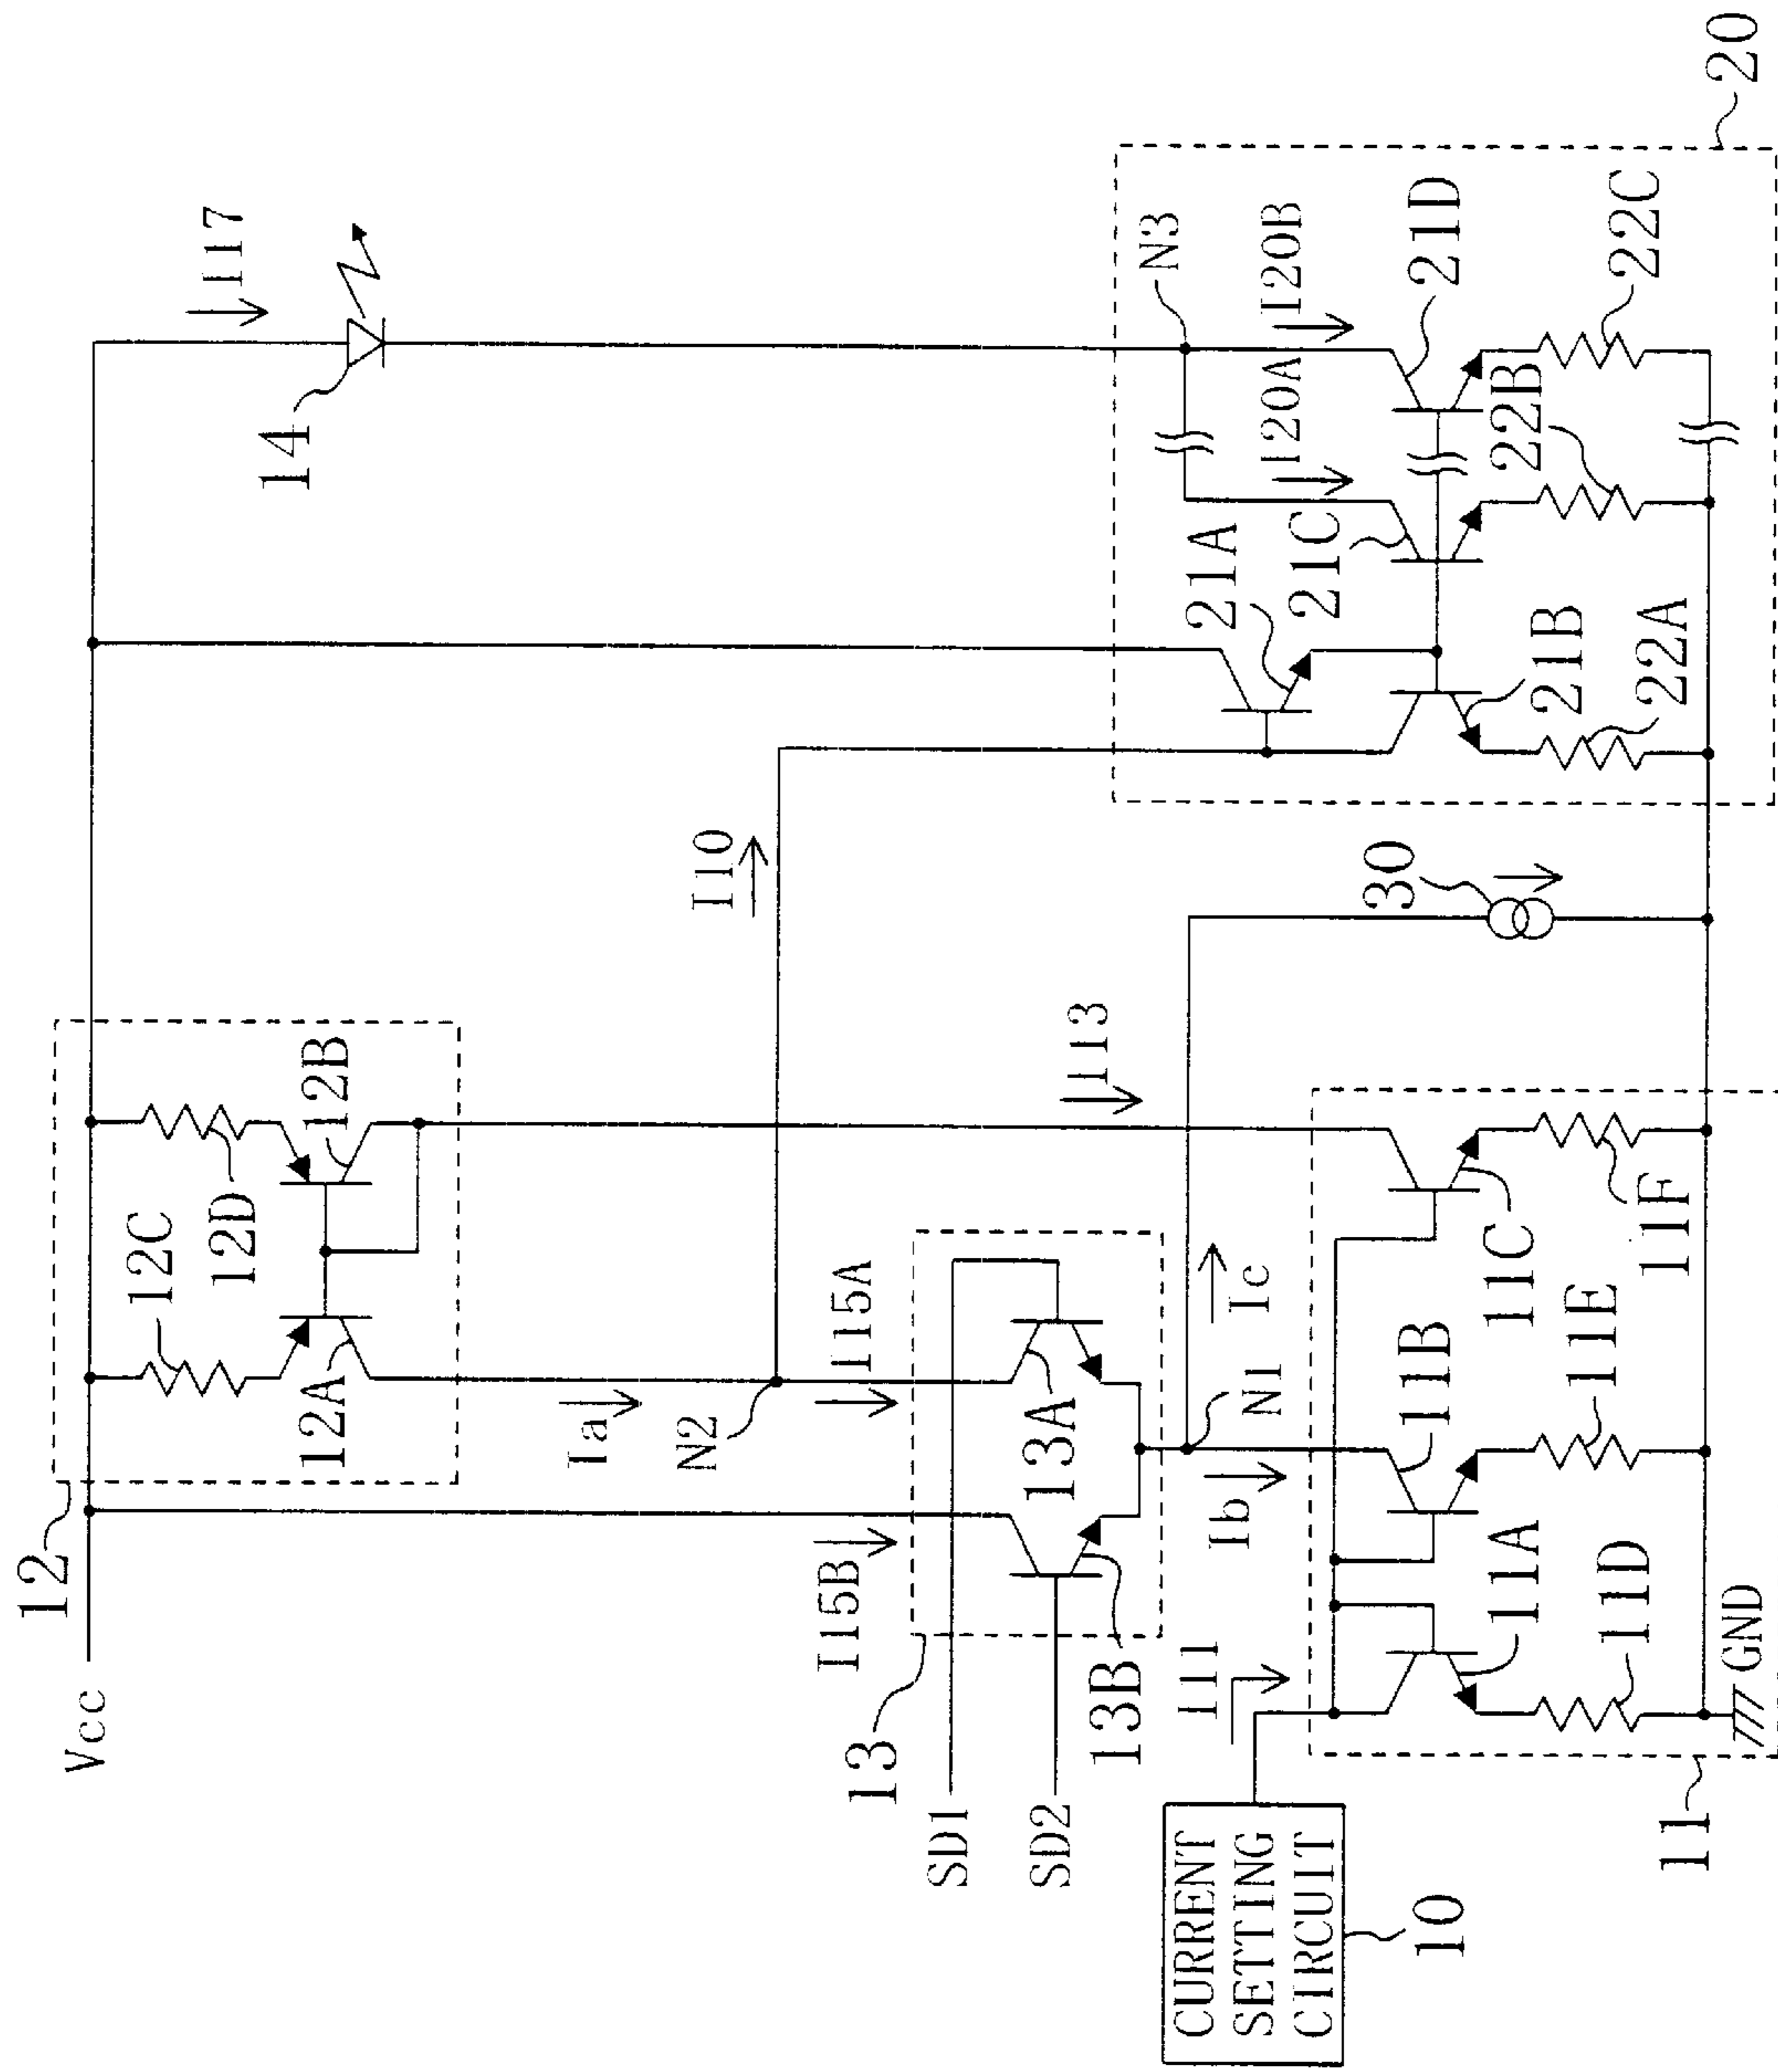 Vcc
12
12C
12D
12A
12B
I117
14
Ia
N2
I10
I15B
I15A
I113
13
SD1
SD2
13A
13B
N1
Ib
Ic
30
N3
I20A
I20B
21A
21C
21D
21B
22A
22B
22C
20
CURRENT
SETTING
CIRCUIT
10
I11
11
11A
11B
11C
11D
11E
11F
GND